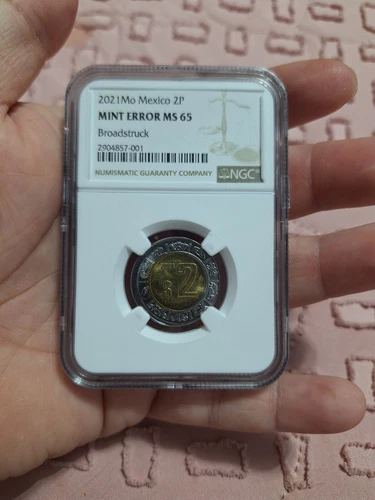 2021Mo Mexico 2P
MINT ERROR MS 65
Broadstruck
2904857-001
NUMISMATIC GUARANTY COMPANY
NGC
$2